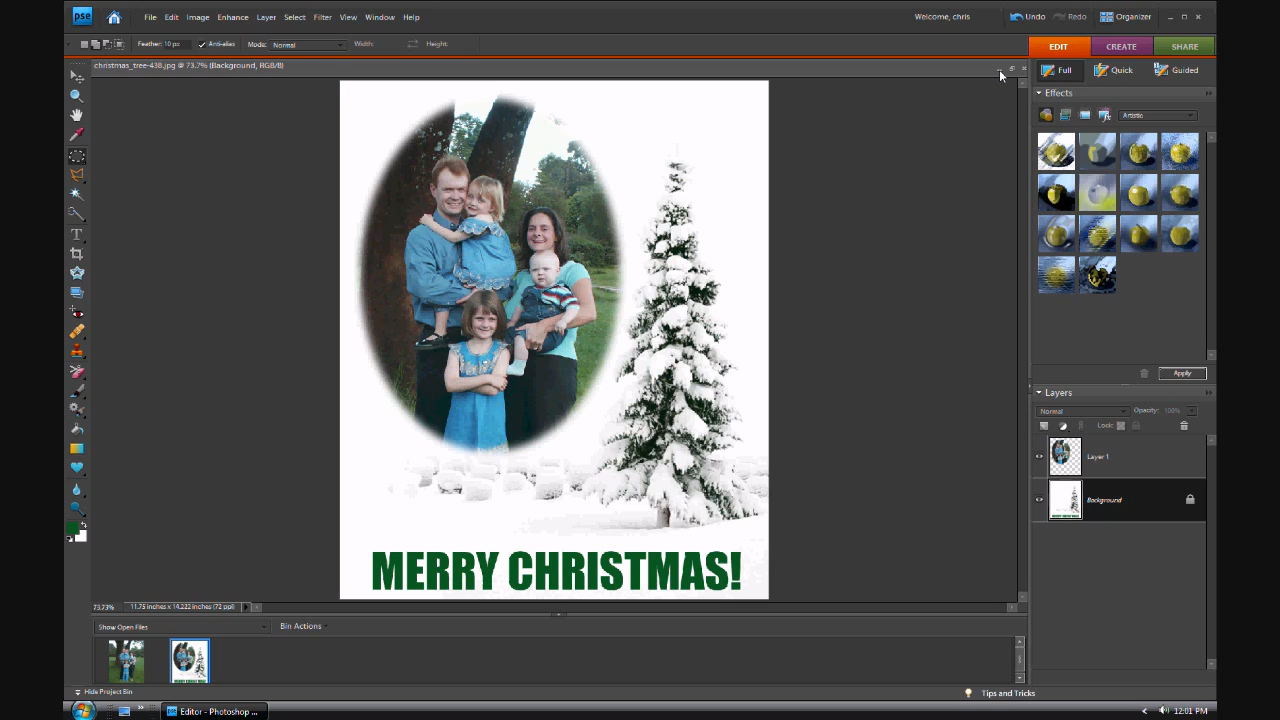 pse File Edit Image Enhance Layer Select Filter View Window Help Welcome, chris Undo Redo Organizer
Feather: 10 px Anti-alias Mode: Normal Width: Height: EDIT CREATE SHARE
christmas_tree-438.jpg @ 73.7% (Background, RGB/8)
Full Quick Guided
Effects
Artistic
Apply
Layers
Normal Opacity: 100%
Lock:
Layer 1
Background
MERRY CHRISTMAS!
73.73% 11.75 inches x 14.222 inches (72 ppi)
Show Open Files Bin Actions
MERRY CHRISTMAS!
Hide Project Bin Tips and Tricks
Editor - Photoshop ... 12:01 PM